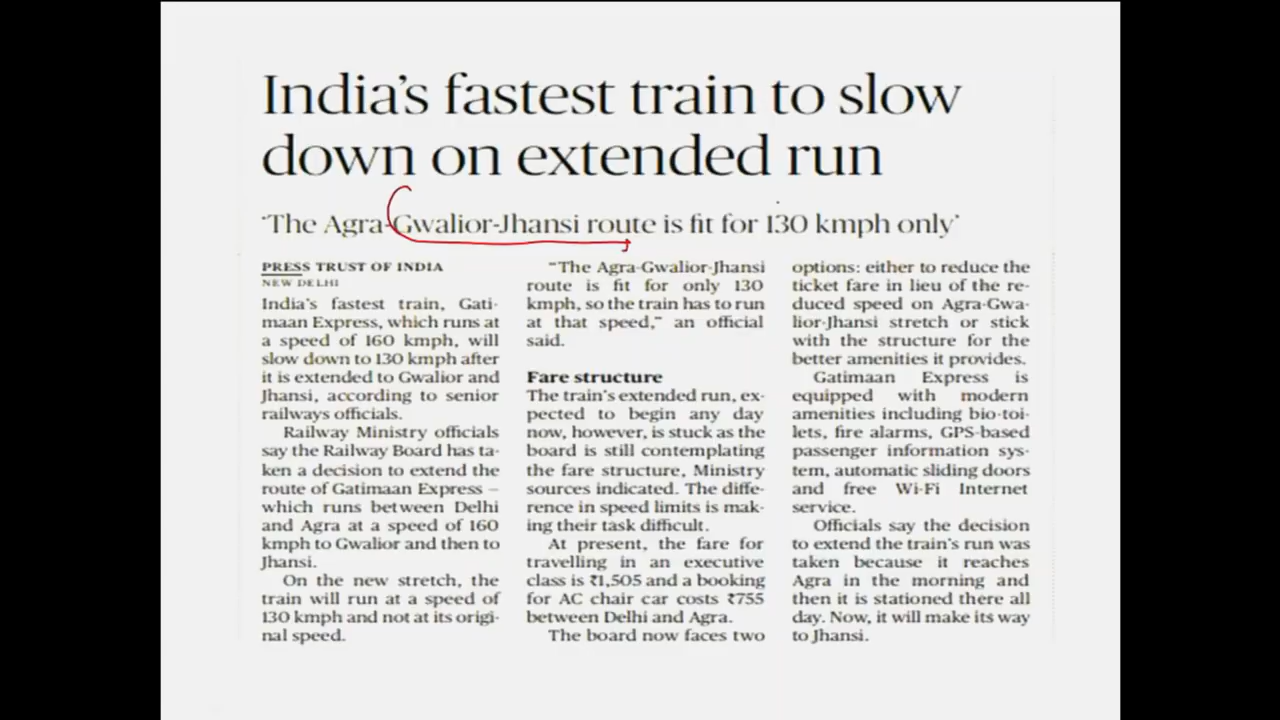 India's fastest train to slow
down on extended run
'The Agra-Gwalior-Jhansi route is fit for 130 kmph only'
PRESS TRUST OF INDIA
NEW DELHI
India's fastest train, Gati-
maan Express, which runs at
a speed of 160 kmph, will
slow down to 130 kmph after
it is extended to Gwalior and
Jhansi, according to senior
railways officials.
Railway Ministry officials
say the Railway Board has ta-
ken a decision to extend the
route of Gatimaan Express –
which runs between Delhi
and Agra at a speed of 160
kmph to Gwalior and then to
Jhansi.
On the new stretch, the
train will run at a speed of
130 kmph and not at its origi-
nal speed.
"The Agra-Gwalior-Jhansi
route is fit for only 130
kmph, so the train has to run
at that speed," an official
said.
Fare structure
The train's extended run, ex-
pected to begin any day
now, however, is stuck as the
board is still contemplating
the fare structure, Ministry
sources indicated. The diffe-
rence in speed limits is mak-
ing their task difficult.
At present, the fare for
travelling in an executive
class is ₹1,505 and a booking
for AC chair car costs ₹755
between Delhi and Agra.
The board now faces two
options: either to reduce the
ticket fare in lieu of the re-
duced speed on Agra-Gwa-
lior-Jhansi stretch or stick
with the structure for the
better amenities it provides.
Gatimaan Express is
equipped with modern
amenities including bio-toi-
lets, fire alarms, GPS-based
passenger information sys-
tem, automatic sliding doors
and free Wi-Fi Internet
service.
Officials say the decision
to extend the train's run was
taken because it reaches
Agra in the morning and
then it is stationed there all
day. Now, it will make its way
to Jhansi.